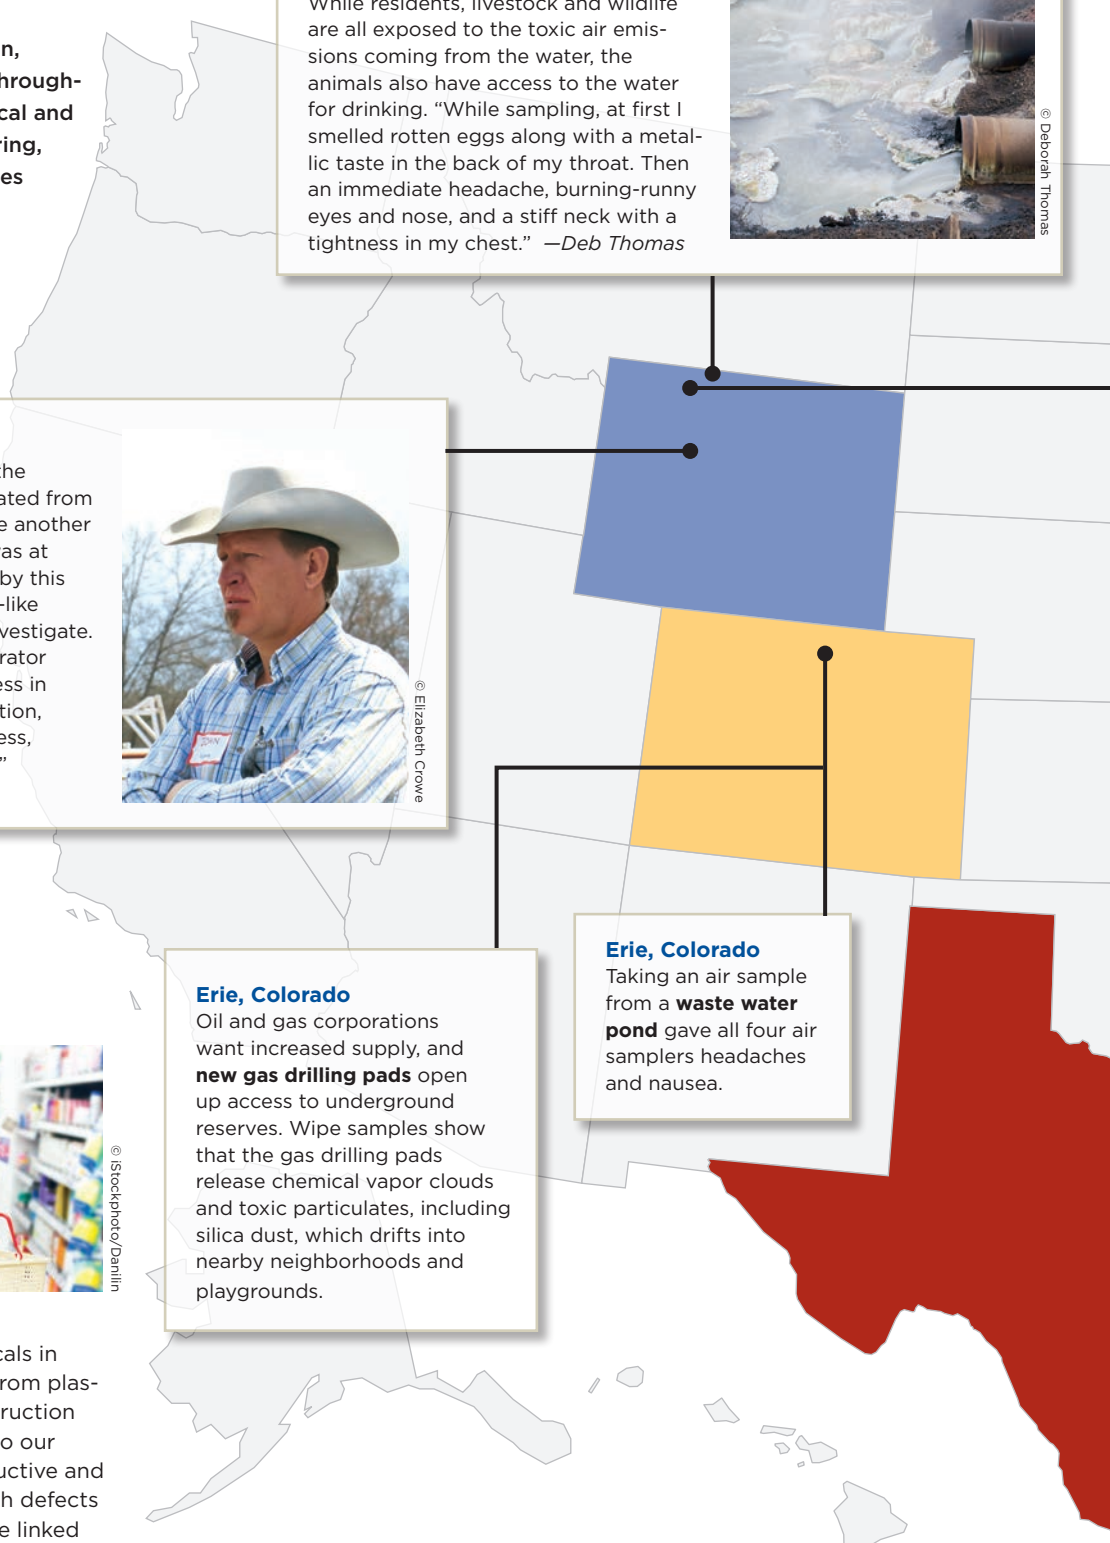 n,
hrough-
cal and
ring,
es
While residents, livestock and wildlife
are all exposed to the toxic air emis-
sions coming from the water, the
animals also have access to the water
for drinking. “While sampling, at first I
smelled rotten eggs along with a metal-
lic taste in the back of my throat. Then
an immediate headache, burning-runny
eyes and nose, and a stiff neck with a
tightness in my chest.” —Deb Thomas
© Deborah Thomas
the
ated from
e another
as at
by this
-like
vestigate.
rator
ess in
tion,
ess,
”
JOHN
© Elizabeth Crowe
Erie, Colorado
Taking an air sample
from a waste water
pond gave all four air
samplers headaches
and nausea.
Erie, Colorado
Oil and gas corporations
want increased supply, and
new gas drilling pads open
up access to underground
reserves. Wipe samples show
that the gas drilling pads
release chemical vapor clouds
and toxic particulates, including
silica dust, which drifts into
nearby neighborhoods and
playgrounds.
© iStockphoto/Danilin
cals in
rom plas-
ruction
o our
uctive and
h defects
e linked